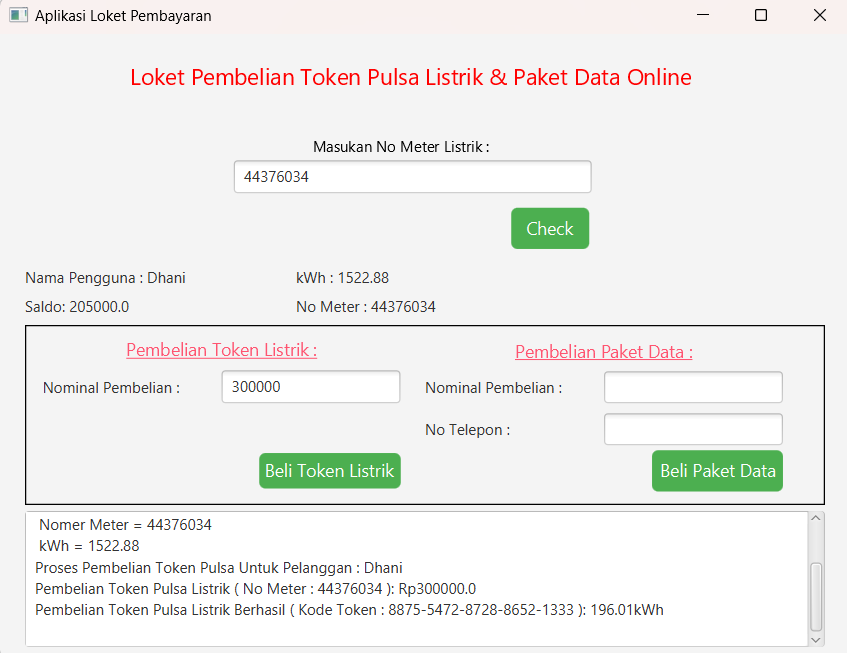 Aplikasi Loket Pembayaran
Loket Pembelian Token Pulsa Listrik & Paket Data Online
Masukan No Meter Listrik :
44376034
Check
Nama Pengguna : Dhani
kWh : 1522.88
Saldo: 205000.0
No Meter : 44376034
Pembelian Token Listrik :
Nominal Pembelian :
300000
Beli Token Listrik
Pembelian Paket Data :
Nominal Pembelian :
No Telepon :
Beli Paket Data
Nomer Meter = 44376034
kWh = 1522.88
Proses Pembelian Token Pulsa Untuk Pelanggan : Dhani
Pembelian Token Pulsa Listrik ( No Meter : 44376034 ): Rp300000.0
Pembelian Token Pulsa Listrik Berhasil ( Kode Token : 8875-5472-8728-8652-1333 ): 196.01kWh